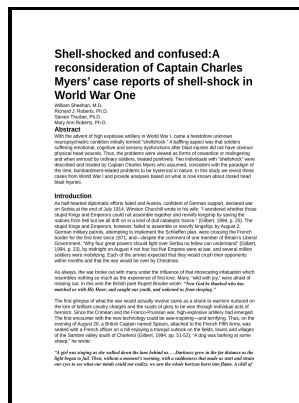 Shell-shocked and confused:A
reconsideration of Captain Charles
Myers' case reports of shell-shock in
World War One
William Sheehan, M.D.
Richard J. Roberts, Ph.D.
Steven Thurber, Ph.D.
Mary Ann Roberts, Ph.D.
Abstract
With the advent of high explosive artillery in World War I, came a heretofore unknown
neuropsychiatric condition initially termed "shell-shock." A baffling aspect was that soldiers
suffering emotional, cognitive and sensory dysfunctions after blast injuries did not have obvious
physical head wounds. Thus, the problems were viewed as forms of cowardice or malingering
and when evinced by ordinary soldiers, treated punitively. Two individuals with "shell-shock" were
described and treated by Captain Charles Myers who assumed, consistent with the paradigm of
the time, bombardment-related problems to be hysterical in nature. In this study we revisit these
cases from World War I and provide analyses based on what is now known about closed head
blast injuries.
Introduction
As half-hearted diplomatic efforts failed and Austria, confident of German support, declared war
on Serbia at the end of July 1914, Winston Churchill wrote to his wife: "I wondered whether those
stupid Kings and Emperors could not assemble together and revivify kingship by saving the
nations from hell but we all drift on in a kind of dull cataleptic trance." (Gilbert, 1994, p. 25). The
stupid Kings and Emperors, however, failed to assemble or revivify kingship; by August 2,
German military patrols, attempting to implement the Schlieffen plan, were crossing the French
border for the first time since 1871, and—despite the comment of one member of Britain's Liberal
Government, "Why four great powers should fight over Serbia no fellow can understand" (Gilbert,
1994, p. 23), by midnight on August 4 not four but five Empires were at war, and several million
soldiers were mobilizing. Each of the armies expected that they would crush their opponents
within months and that the war would be over by Christmas.
As always, the war broke out with many under the influence of that intoxicating infatuation which
resembles nothing so much as the experience of first love. Many, "wild with joy," were afraid of
missing out. In this vein the British poet Rupert Brooke wrote: "Now God be thanked who has
matched us with His Hour, and caught our youth, and wakened us from sleeping".
The first glimpse of what the war would actually involve came as a shock to warriors nurtured on
the lore of brilliant cavalry charges and the scads of glory to be won through individual acts of
heroism. Since the Crimean and the Franco-Prussian war, high-explosive artillery had emerged.
The first encounter with the new technology could be awe-inspiring—and terrifying. Thus, on the
evening of August 20, a British Captain named Spears, attached to the French Fifth Army, was
seated with a French officer on a hill enjoying a tranquil outlook on the fields, towns and villages
of the Sambre valley south of Charleroi (Gilbert, 1994, pp. 51-52); "A dog was barking at some
sheep," he wrote:
"A girl was singing as she walked down the lane behind us… Darkness grew in the far distance as the
light began to fail. Then, without a moment's warning, with a suddenness that made us start and strain
our eyes to see what our minds could not realize, we saw the whole horizon burst into flame. A chill of